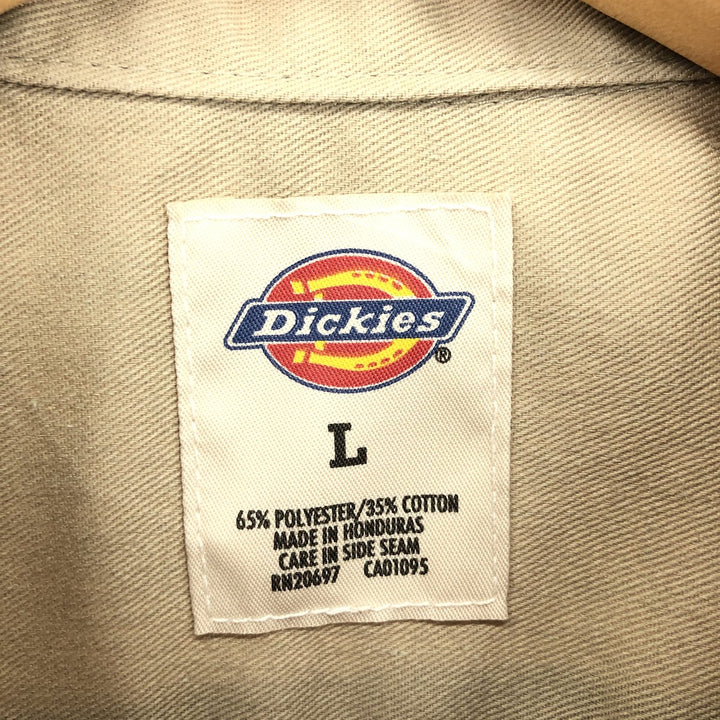 Dickies®
L
65% POLYESTER/35% COTTON
MADE IN HONDURAS
CARE IN SIDE SEAM
RN20697 CA01095